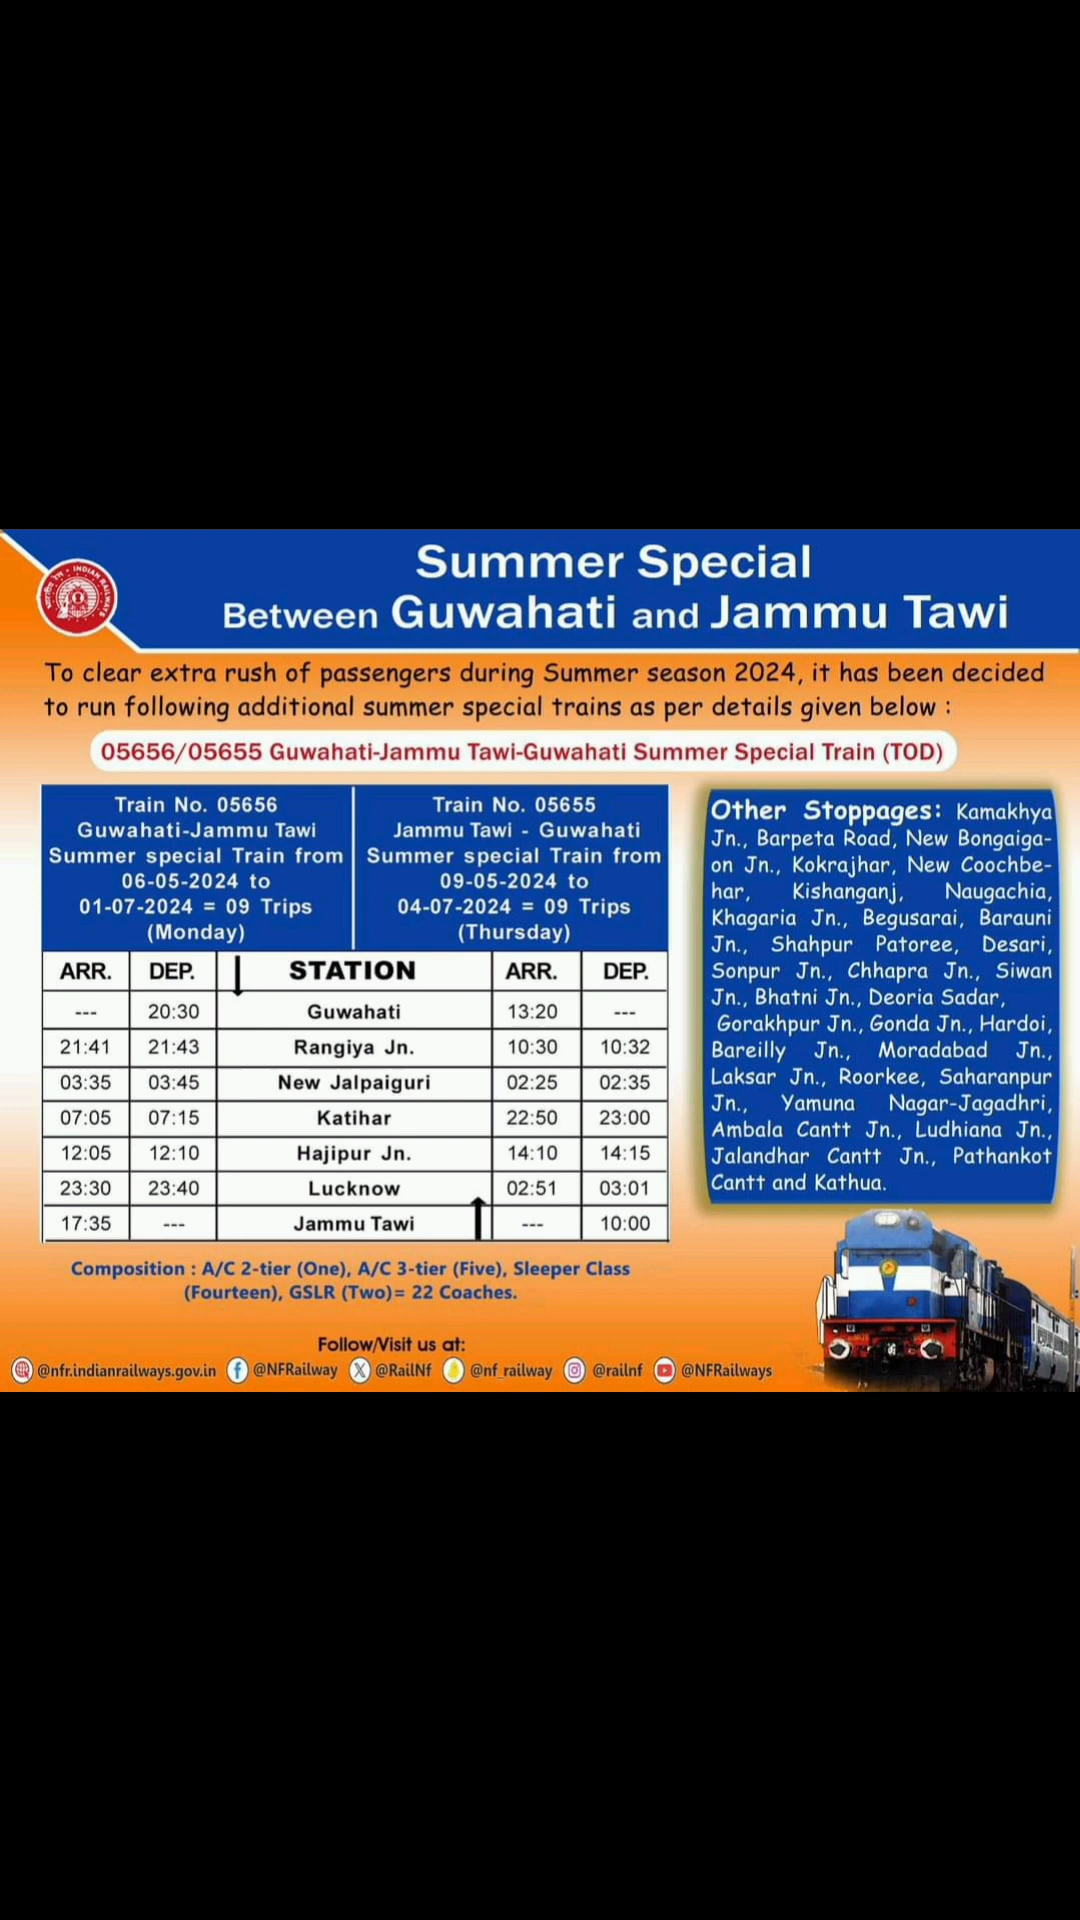 INDIAN RAILWAYS
Summer Special
Between Guwahati and Jammu Tawi
To clear extra rush of passengers during Summer season 2024, it has been decided
to run following additional summer special trains as per details given below :
05656/05655 Guwahati-Jammu Tawi-Guwahati Summer Special Train (TOD)
Train No. 05656
Guwahati-Jammu Tawi
Summer special Train from
06-05-2024 to
01-07-2024 = 09 Trips
(Monday)
Train No. 05655
Jammu Tawi - Guwahati
Summer special Train from
09-05-2024 to
04-07-2024 = 09 Trips
(Thursday)
ARR. DEP. STATION ARR. DEP.
--- 20:30 Guwahati 13:20 ---
21:41 21:43 Rangiya Jn. 10:30 10:32
03:35 03:45 New Jalpaiguri 02:25 02:35
07:05 07:15 Katihar 22:50 23:00
12:05 12:10 Hajipur Jn. 14:10 14:15
23:30 23:40 Lucknow 02:51 03:01
17:35 --- Jammu Tawi --- 10:00
Other Stoppages: Kamakhya
Jn., Barpeta Road, New Bongaiga-
on Jn., Kokrajhar, New Coochbe-
har, Kishanganj, Naugachia,
Khagaria Jn., Begusarai, Barauni
Jn., Shahpur Patoree, Desari,
Sonpur Jn., Chhapra Jn., Siwan
Jn., Bhatni Jn., Deoria Sadar,
Gorakhpur Jn., Gonda Jn., Hardoi,
Bareilly Jn., Moradabad Jn.,
Laksar Jn., Roorkee, Saharanpur
Jn., Yamuna Nagar-Jagadhri,
Ambala Cantt Jn., Ludhiana Jn.,
Jalandhar Cantt Jn., Pathankot
Cantt and Kathua.
Composition : A/C 2-tier (One), A/C 3-tier (Five), Sleeper Class
(Fourteen), GSLR (Two)= 22 Coaches.
Follow/Visit us at:
@nfr.indianrailways.gov.in @NFRailway @RailNf @nf_railway @railnf @NFRailways